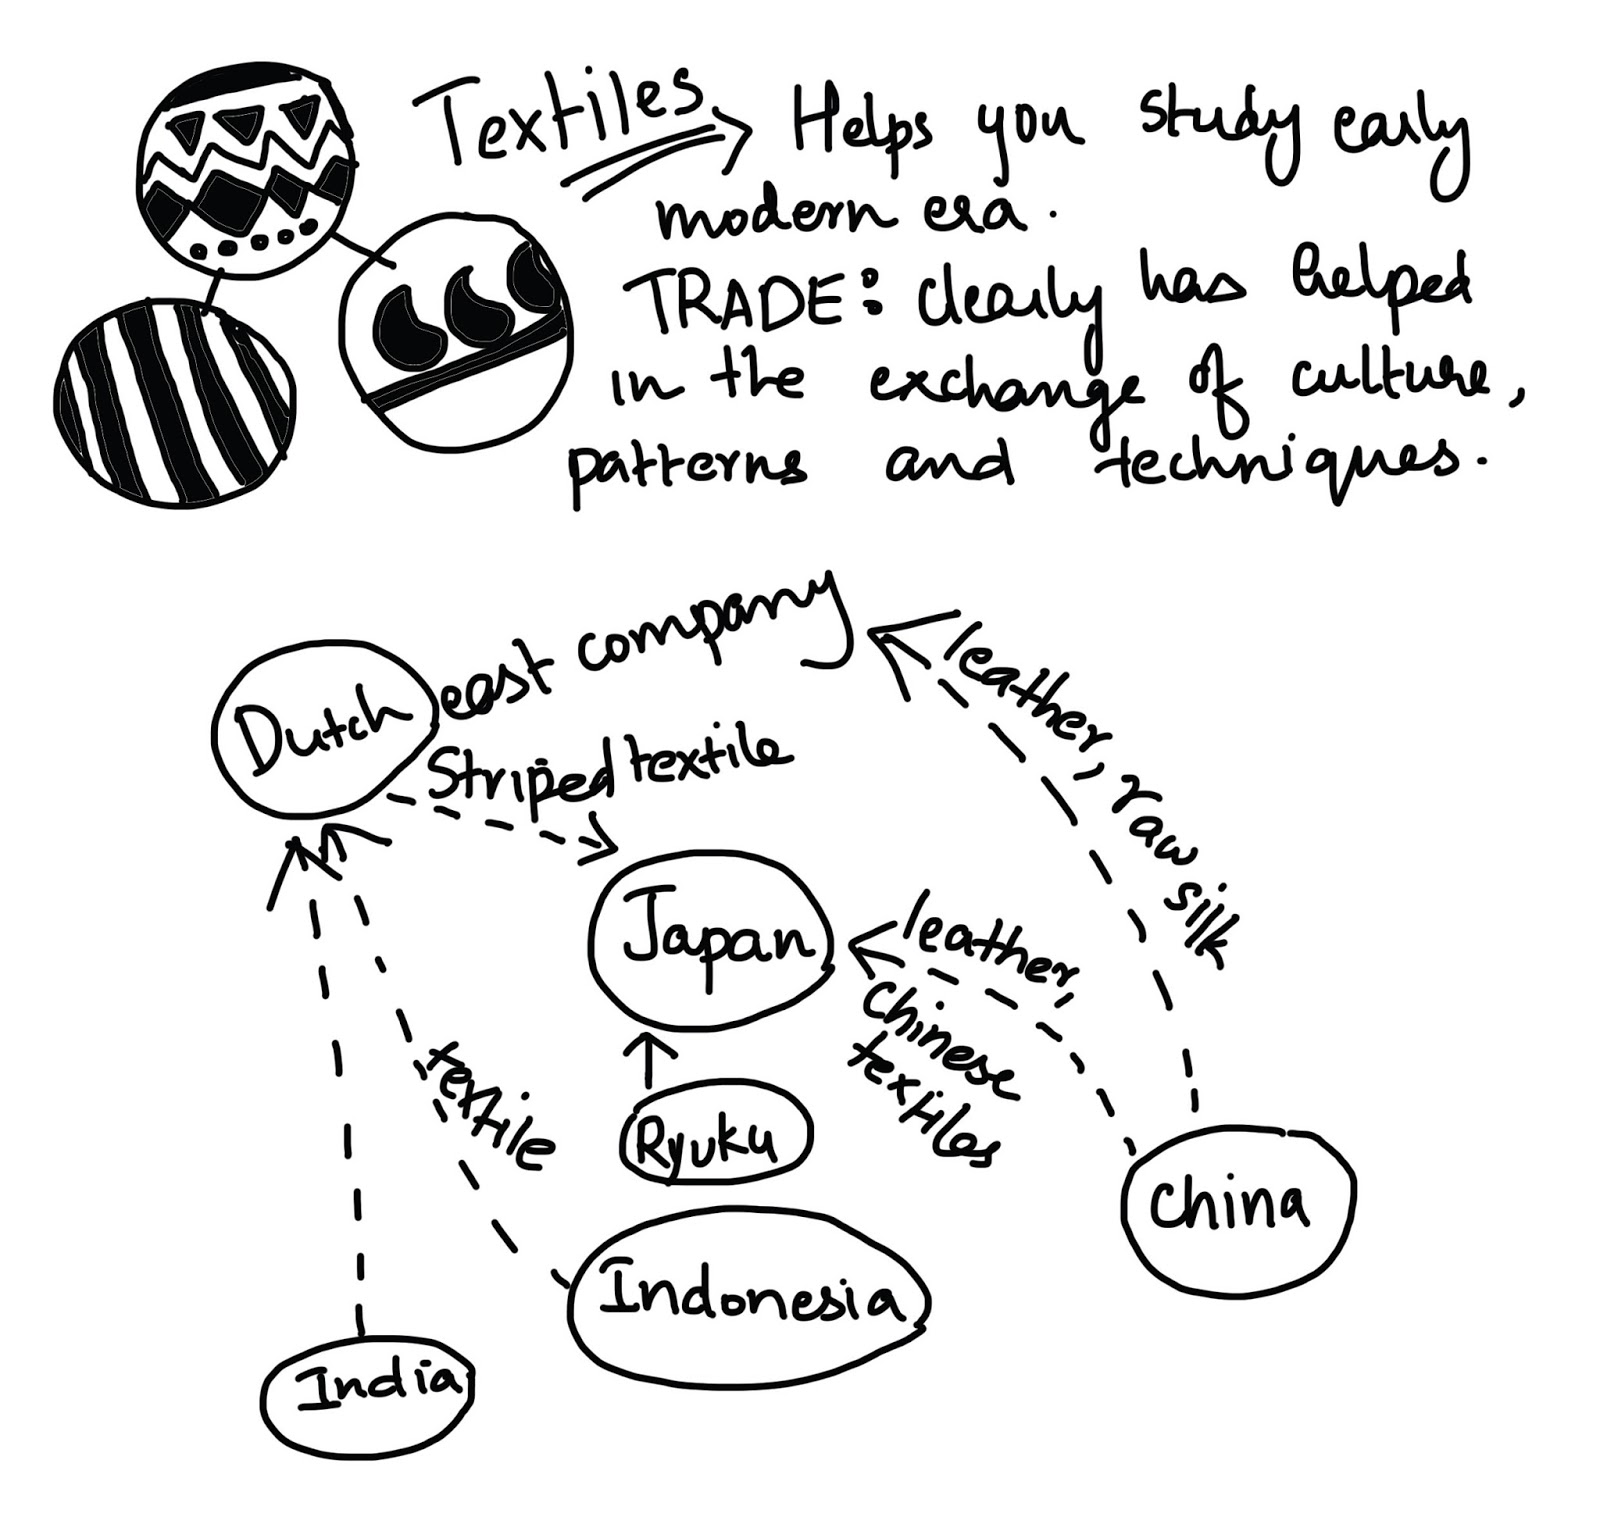 Textiles → Helps you study early
modern era.
TRADE: clearly has helped
in the exchange of culture,
patterns and techniques.
Dutch east company
Striped textile
leather, raw silk
Japan
leather,
chinese
textiles
textile
Ryuku
China
Indonesia
India